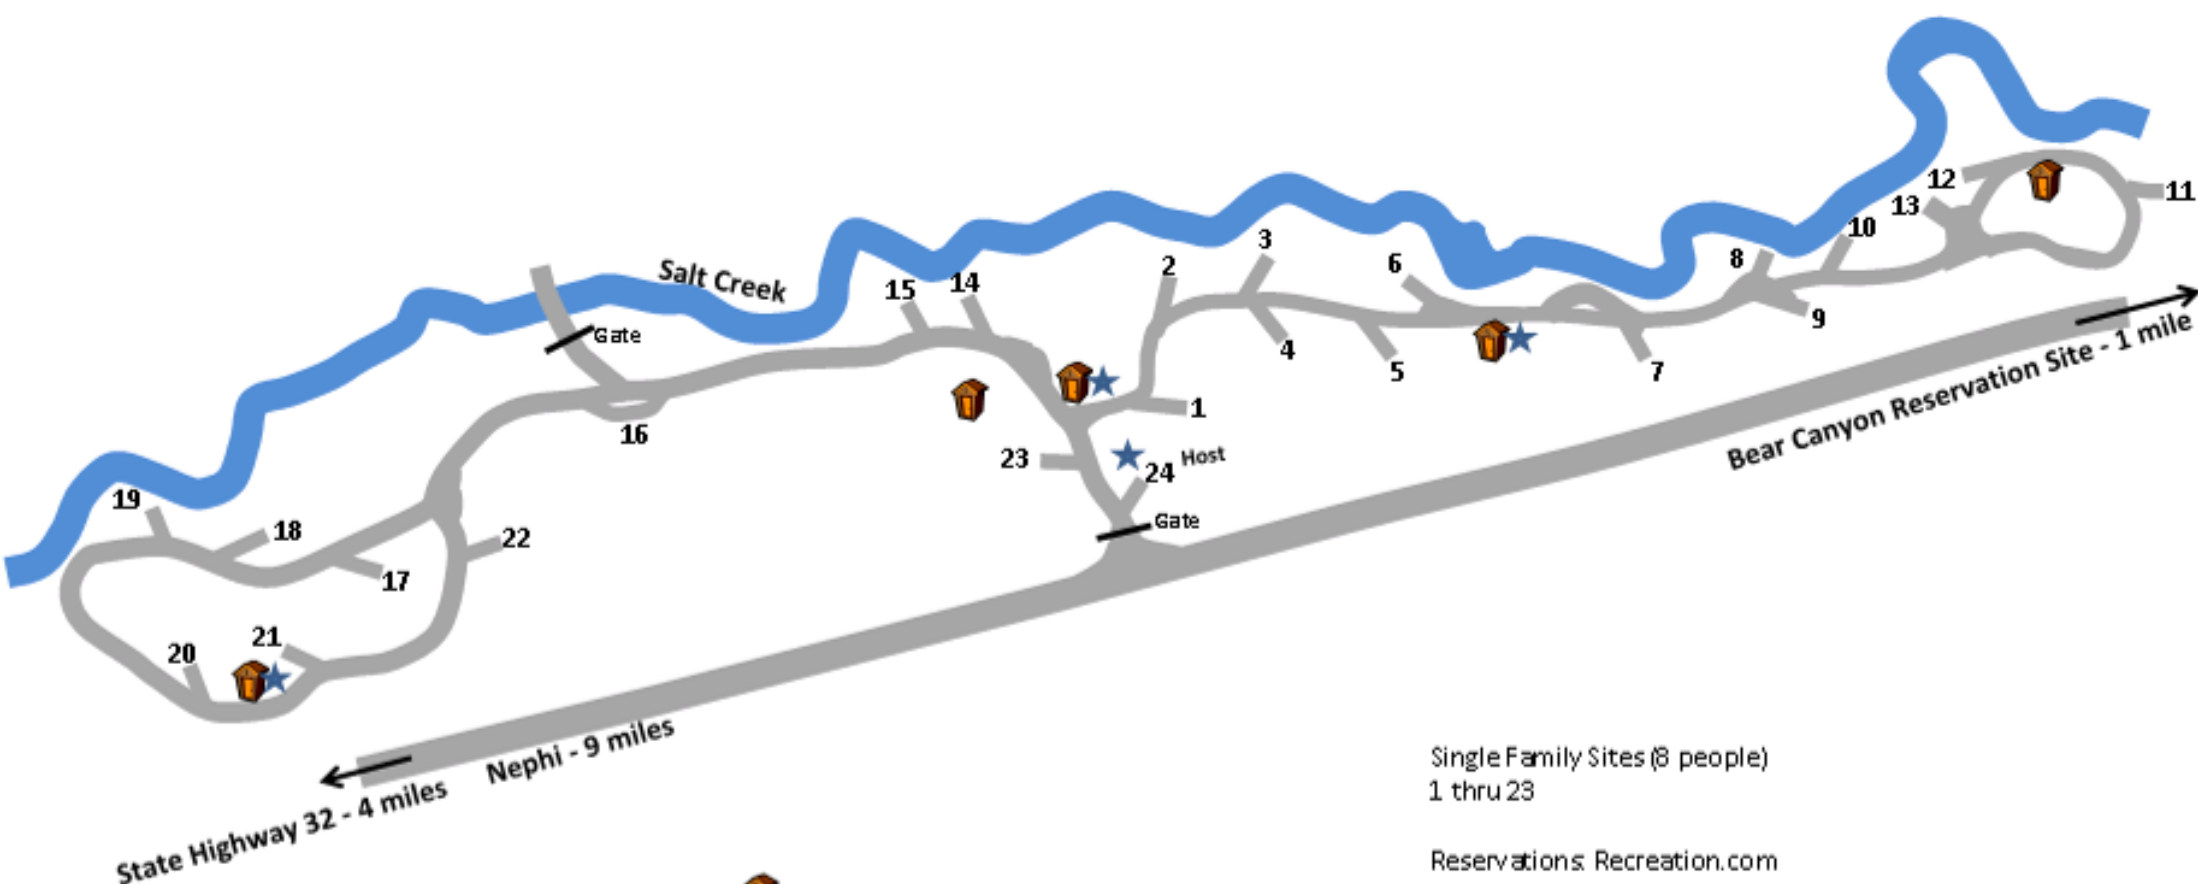 12
11
13
10
3
2
6
8
Salt Creek
15
14
9
Gate
4
5
7
1
16
23
24
Host
Gate
19
18
22
17
21
20
Bear Canyon Reservation Site - 1 mile
Nephi - 9 miles
State Highway 32 - 4 miles
Single Family Sites (8 people)
1 thru 23
Reservations: Recreation.com